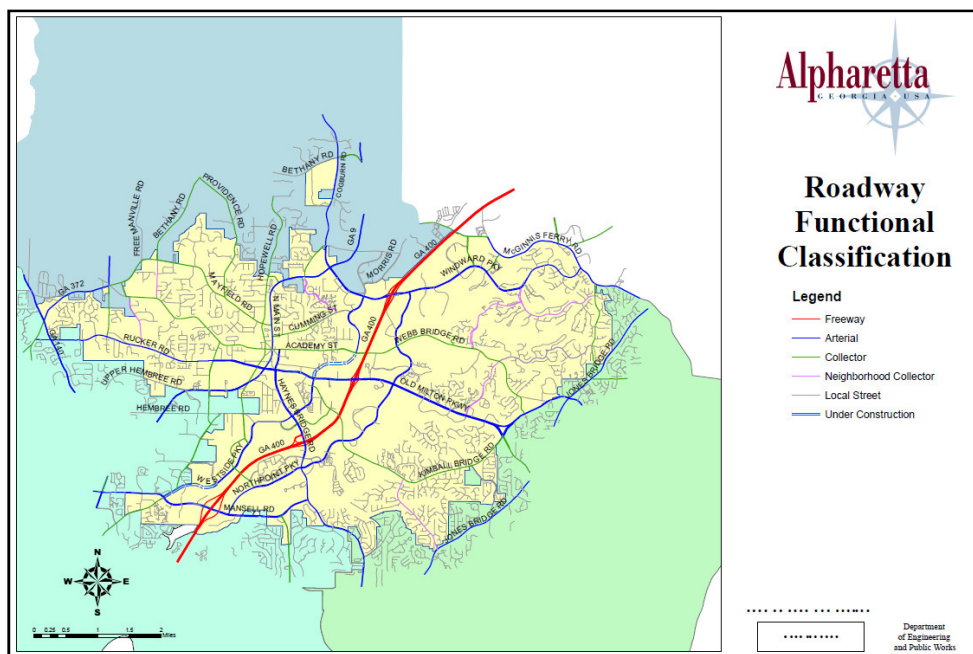 Alpharetta
GEORGIA USA
Roadway
Functional
Classification
Legend
Freeway
Arterial
Collector
Neighborhood Collector
Local Street
Under Construction
Department
of Engineering
and Public Works
BETHANY RD
COGBURN RD
PROVIDENCE RD
FREE MANVILLE RD
BETHANY RD
HOPEWELL RD
GA 9
MORRIS RD
GA 400
McGINNIS FERRY RD
WINDWARD PKY
GA 372
MAYFIELD RD
N MAIN S
CUMMING ST
GA 400
WEBB BRIDGE RD
GA 140
RUCKER RD
ACADEMY ST
UPPER HEMBREE RD
HAYNES BRIDGE RD
OLD MILTON PKWY
JONES BRIDGE RD
HEMBREE RD
GA 400
WESTSIDE PKY
NORTHPOINT PKY
KIMBALL BRIDGE RD
MANSELL RD
JONES BRIDGE RD
N
W E
S
0 0.25 0.5 1 1.5 2
Miles